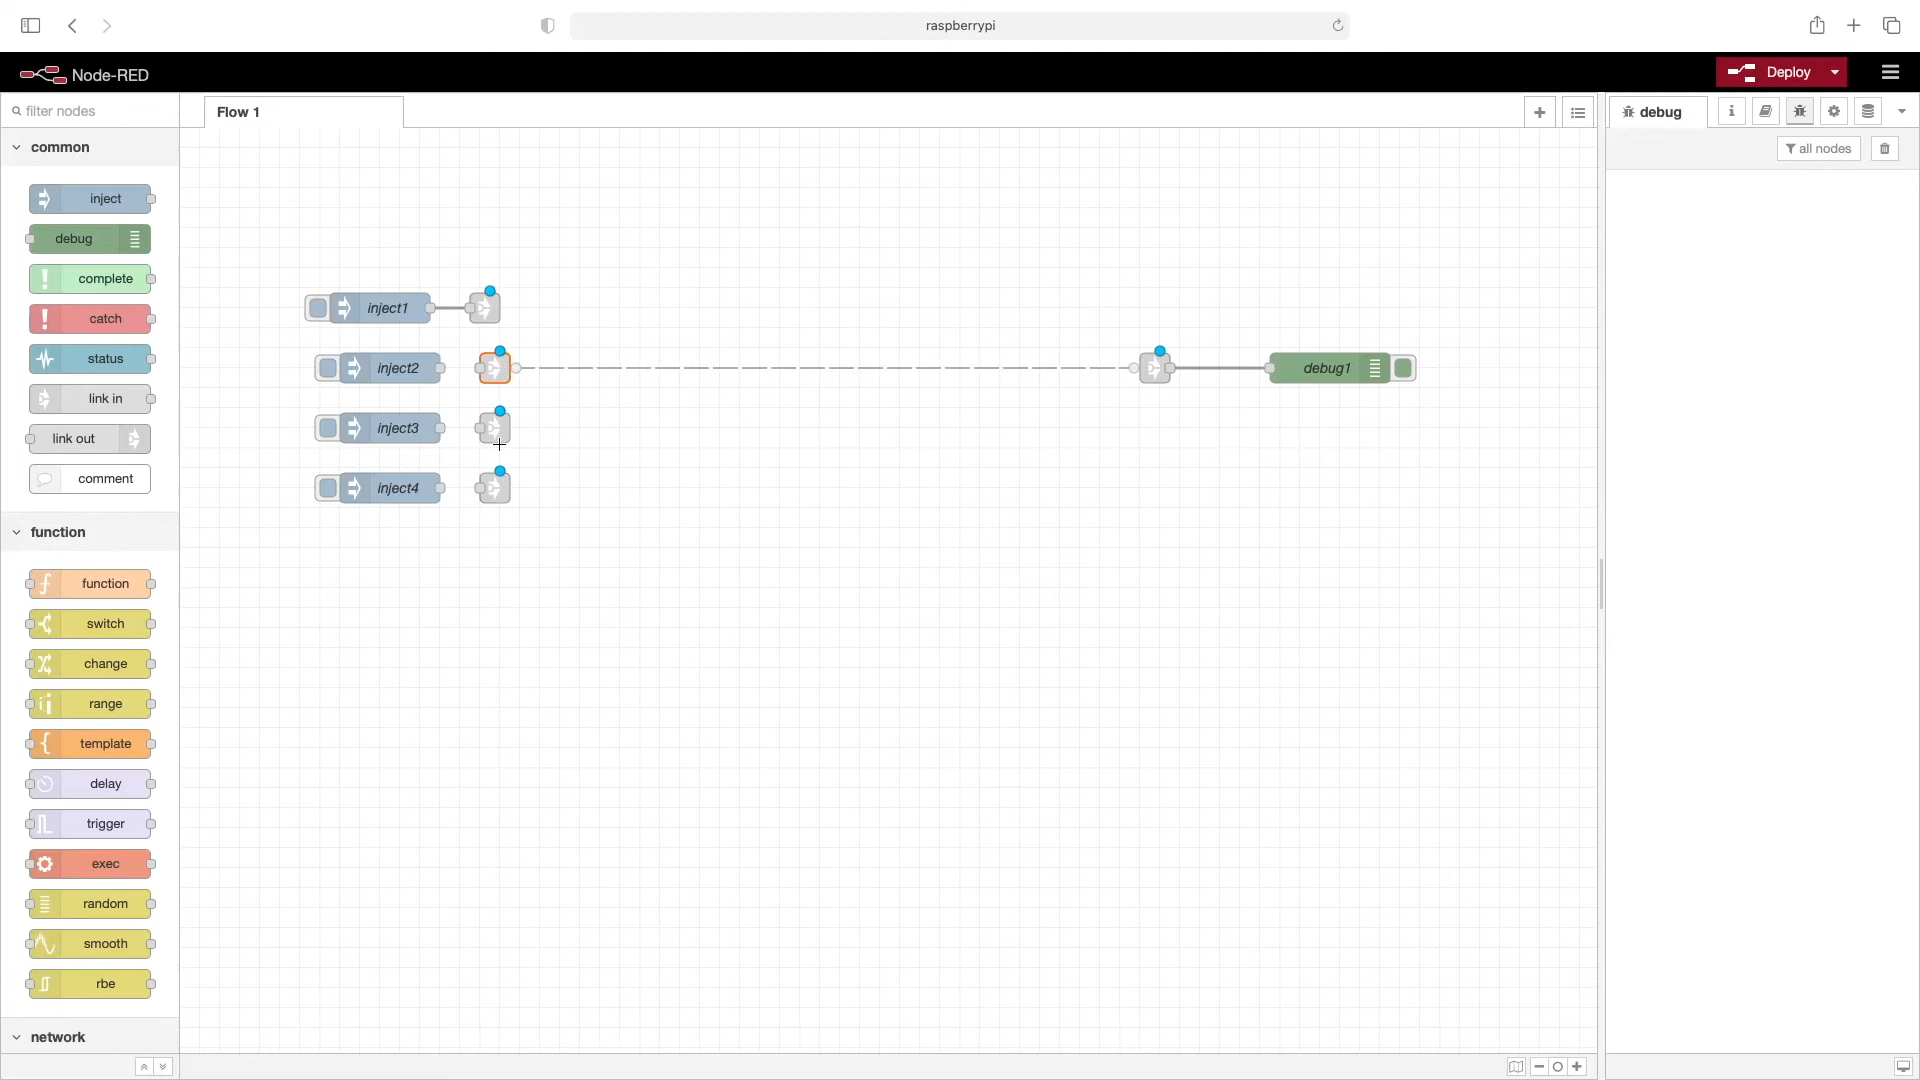 raspberrypi
Node-RED
Deploy
filter nodes
Flow 1
debug
i
all nodes
common
inject
debug
complete
catch
status
link in
link out
comment
function
function
switch
change
range
template
delay
trigger
exec
random
smooth
rbe
network
inject1
inject2
debug1
inject3
inject4